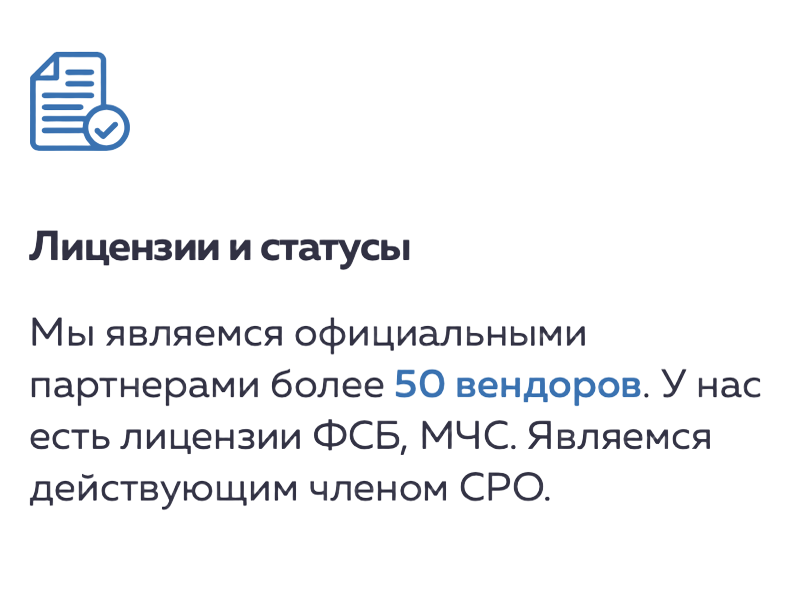 Лицензии и статусы
Мы являемся официальными
партнерами более 50 вендоров. У нас
есть лицензии ФСБ, МЧС. Являемся
действующим членом СРО.